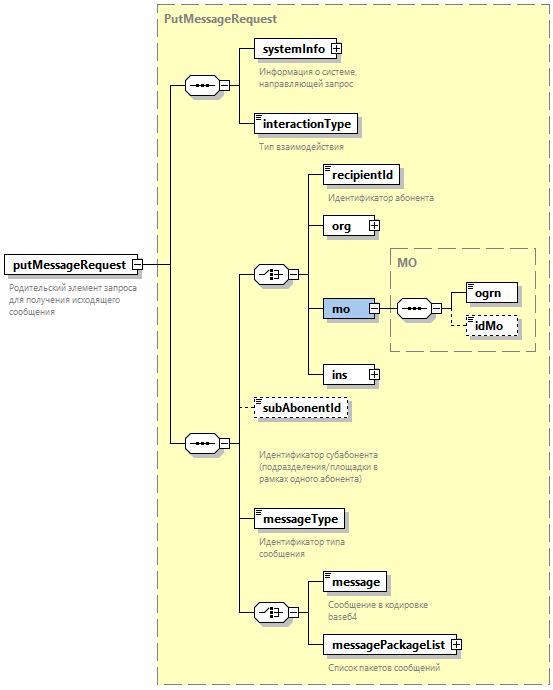 PutMessageRequest
systemInfo
Информация о системе,
направляющей запрос
interactionType
Тип взаимодействия
recipientId
Идентификатор абонента
org
putMessageRequest
Родительский элемент запроса
для получения исходящего
сообщения
MO
ogrn
mo
idMo
ins
subAbonentId
Идентификатор субабонента
(подразделения/площадки в
рамках одного абонента)
messageType
Идентификатор типа
сообщения
message
Сообщение в кодировке
base64
messagePackageList
Список пакетов сообщений